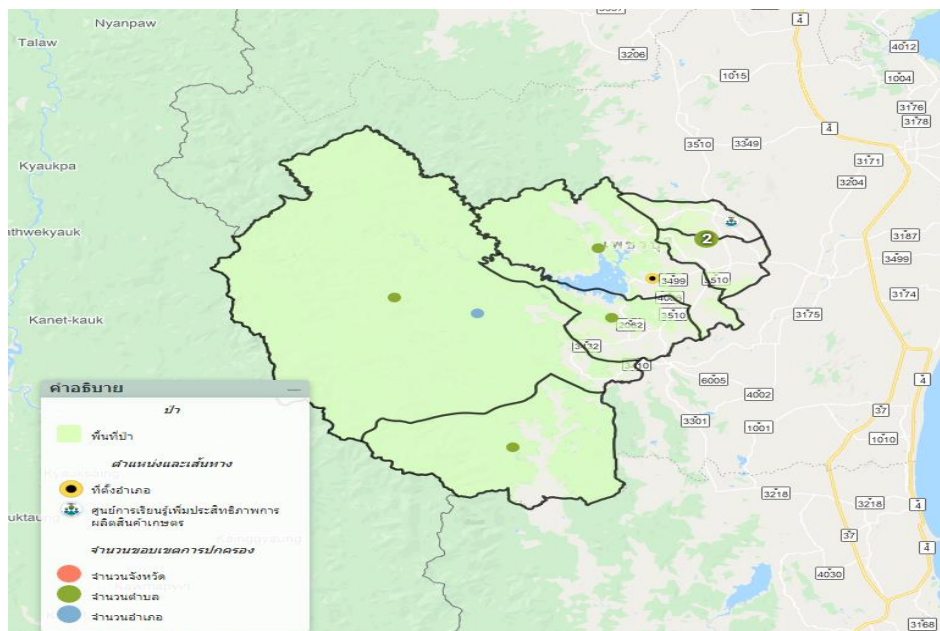 Nyanpaw
4
Talaw
3206
4012
1015
1004
3176
4
3178
3510
3349
Kyaukpa
3171
3204
เพชรบุรี
2
3187
3499
3499
3510
3174
Kanet-kauk
3510
3175
6005
4
4002
3301
1001
37
1010
คำอธิบาย
ป่า
พื้นที่ป่า
ตำแหน่งและเส้นทาง
ที่ตั้งอำเภอ
ศูนย์การเรียนรู้เพิ่มประสิทธิภาพการ
ผลิตสินค้าเกษตร
จำนวนขอบเขตการปกครอง
จำนวนจังหวัด
จำนวนตำบล
จำนวนอำเภอ
3218
3218
4
37
4
4030
3168